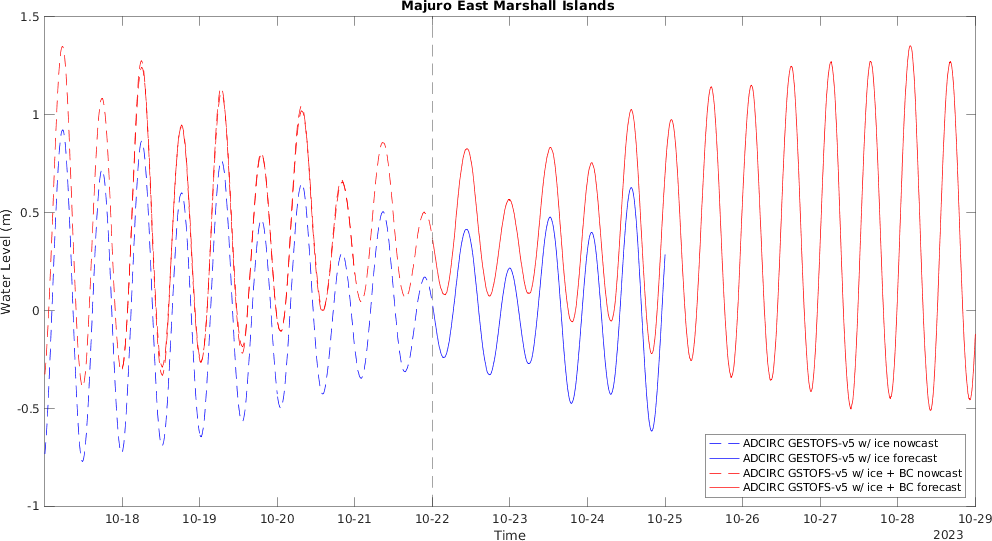 Majuro East Marshall Islands
1.5
1
0.5
0
-0.5
-1
Water Level (m)
ADCIRC GESTOFS-v5 w/ ice nowcast
ADCIRC GESTOFS-v5 w/ ice forecast
ADCIRC GSTOFS-v5 w/ ice + BC nowcast
ADCIRC GSTOFS-v5 w/ ice + BC forecast
10-18 10-19 10-20 10-21 10-22 10-23 10-24 10-25 10-26 10-27 10-28 10-29
Time
2023